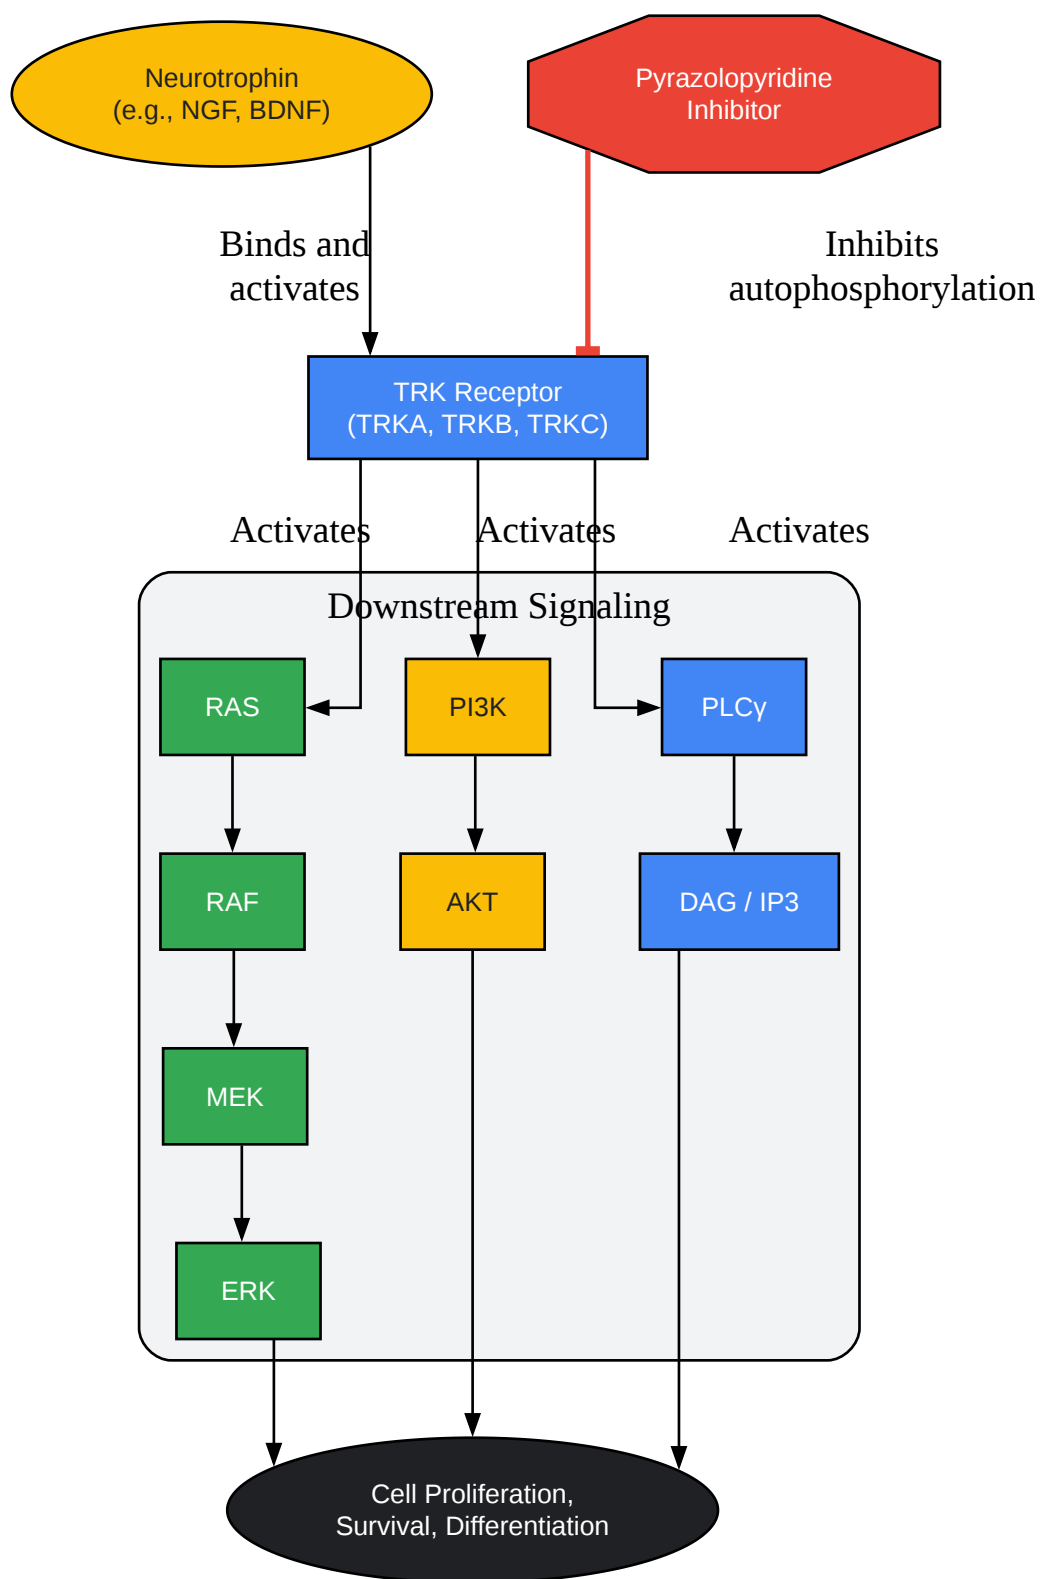 Neurotrophin
(e.g., NGF, BDNF)
Pyrazolopyridine
Inhibitor
Binds and
activates
Inhibits
autophosphorylation
TRK Receptor
(TRKA, TRKB, TRKC)
Activates
Activates
Activates
Downstream Signaling
RAS
PI3K
PLCγ
RAF
AKT
DAG / IP3
MEK
ERK
Cell Proliferation,
Survival, Differentiation